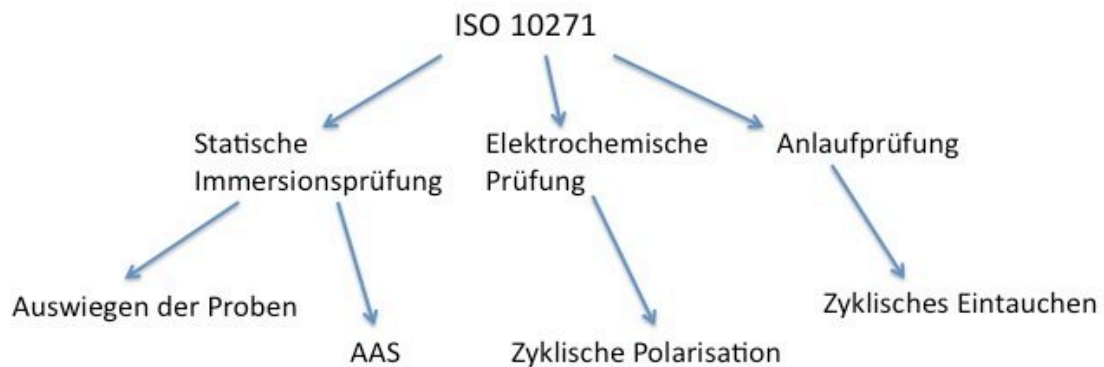 ISO 10271
Statische
Immersionsprüfung
Elektrochemische
Prüfung
Anlaufprüfung
Auswiegen der Proben
AAS
Zyklische Polarisation
Zyklisches Eintauchen